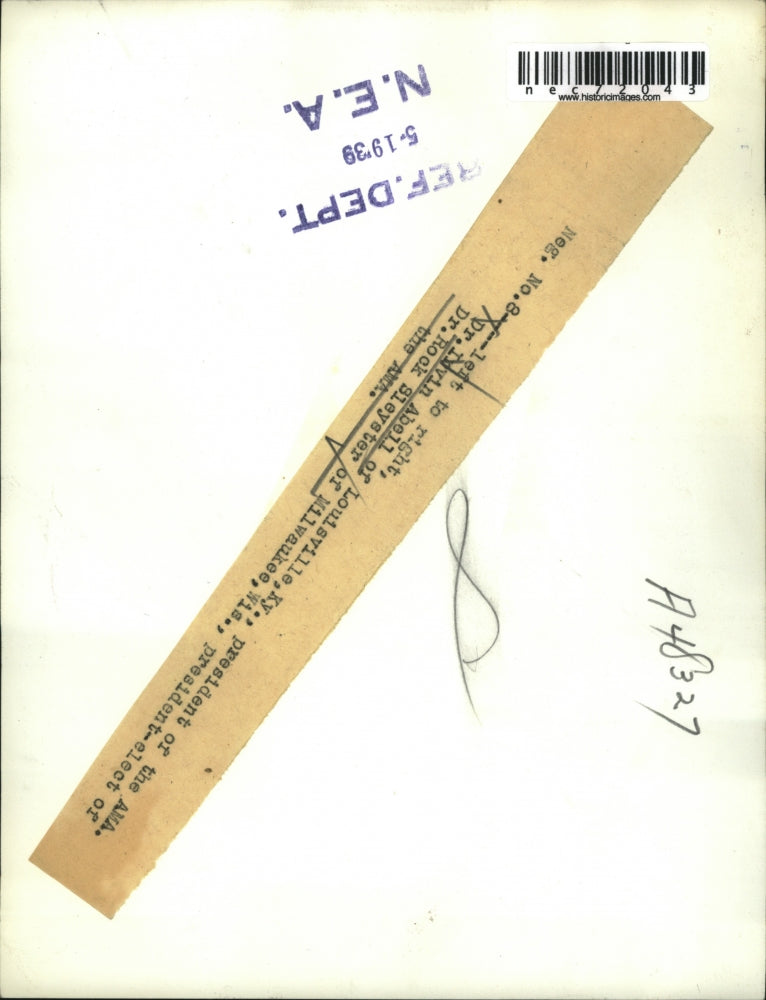 nec72043
www.historicimages.com
N.E.A.
5-19'39
REF. DEPT.
Neg. No. 8--left to right,
Dr. Irvin Abell of Louisville, Ky., president of the AMA.
Dr. Rock Sleyster of Milwaukee, Wis., president-elect of
the AMA.
A48327